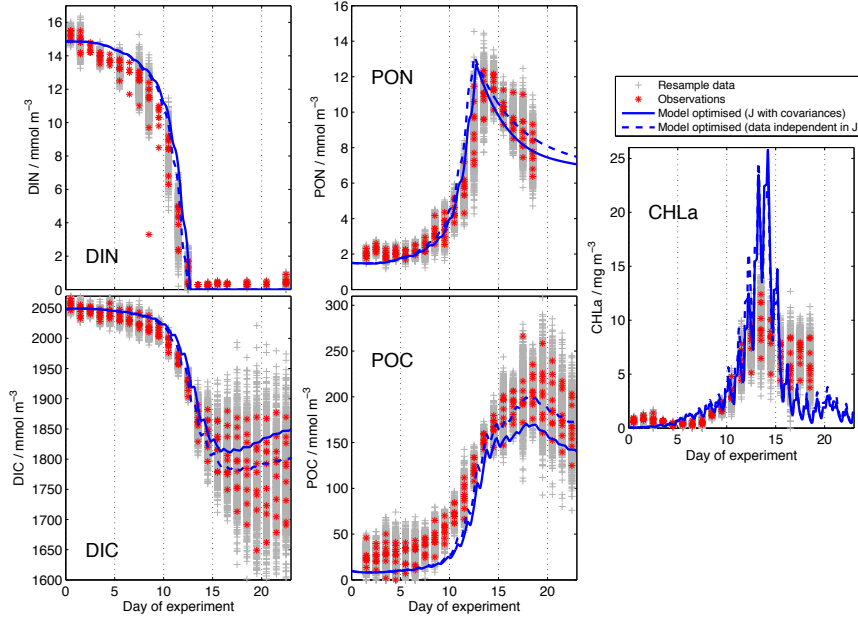 16
14
12
10
8
6
4
2
0
DIN / mmol m−3
DIN
16
14
12
10
8
6
4
2
0
PON / mmol m−3
PON
+ Resample data
* Observations
Model optimised (J with covariances)
Model optimised (data independent in J
25
20
15
10
5
0
CHLa / mg m−3
CHLa
0 5 10 15 20
Day of experiment
2050
2000
1950
1900
1850
1800
1750
1700
1650
1600
DIC / mmol m−3
DIC
0 5 10 15 20
Day of experiment
300
250
200
150
100
50
0
POC / mmol m−3
POC
0 5 10 15 20
Day of experiment